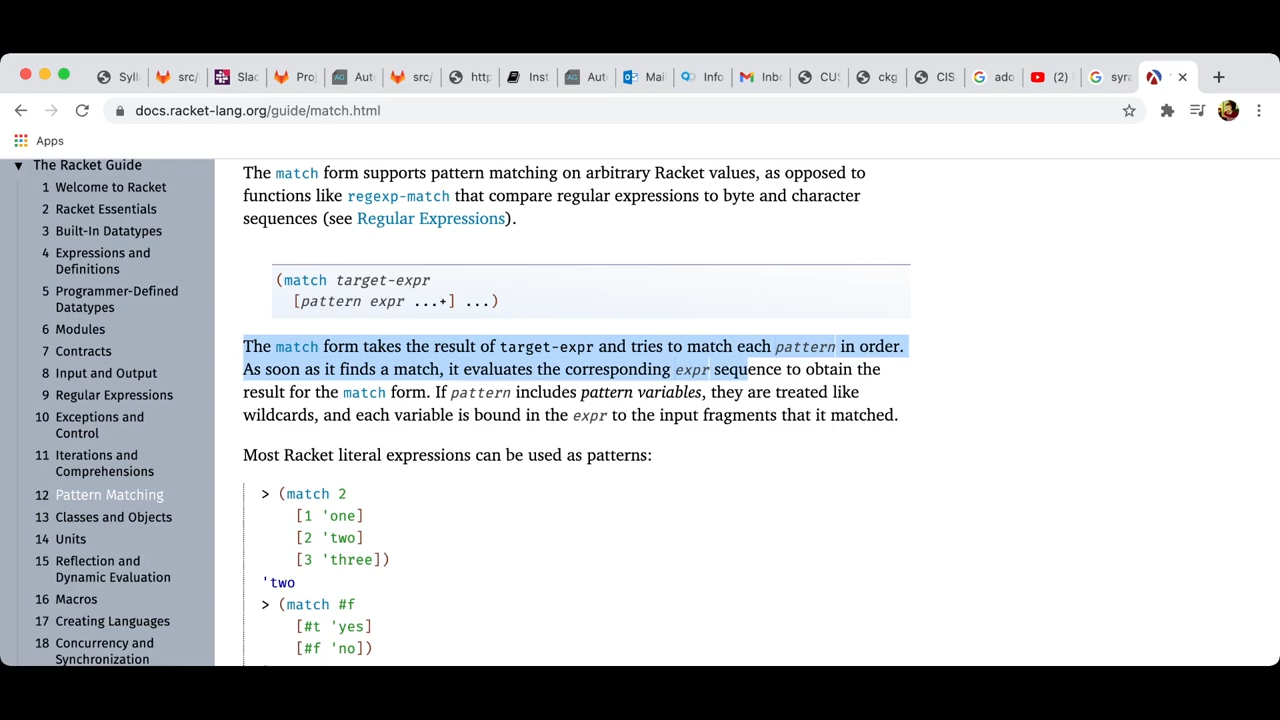 Syll
src/
Slac
Proj
Aut
src/
http
Inst
Aut
Mai
Info
Inb
CUS
ckg
CIS
ado
(2)
syra
docs.racket-lang.org/guide/match.html
Apps
▼ The Racket Guide
1 Welcome to Racket
2 Racket Essentials
3 Built-In Datatypes
4 Expressions and
Definitions
5 Programmer-Defined
Datatypes
6 Modules
7 Contracts
8 Input and Output
9 Regular Expressions
10 Exceptions and
Control
11 Iterations and
Comprehensions
12 Pattern Matching
13 Classes and Objects
14 Units
15 Reflection and
Dynamic Evaluation
16 Macros
17 Creating Languages
18 Concurrency and
Synchronization
The match form supports pattern matching on arbitrary Racket values, as opposed to
functions like regexp-match that compare regular expressions to byte and character
sequences (see Regular Expressions).
(match target-expr
[pattern expr ...+] ...)
The match form takes the result of target-expr and tries to match each pattern in order.
As soon as it finds a match, it evaluates the corresponding expr sequence to obtain the
result for the match form. If pattern includes pattern variables, they are treated like
wildcards, and each variable is bound in the expr to the input fragments that it matched.
Most Racket literal expressions can be used as patterns:
> (match 2
[1 'one]
[2 'two]
[3 'three])
'two
> (match #f
[#t 'yes]
[#f 'no])